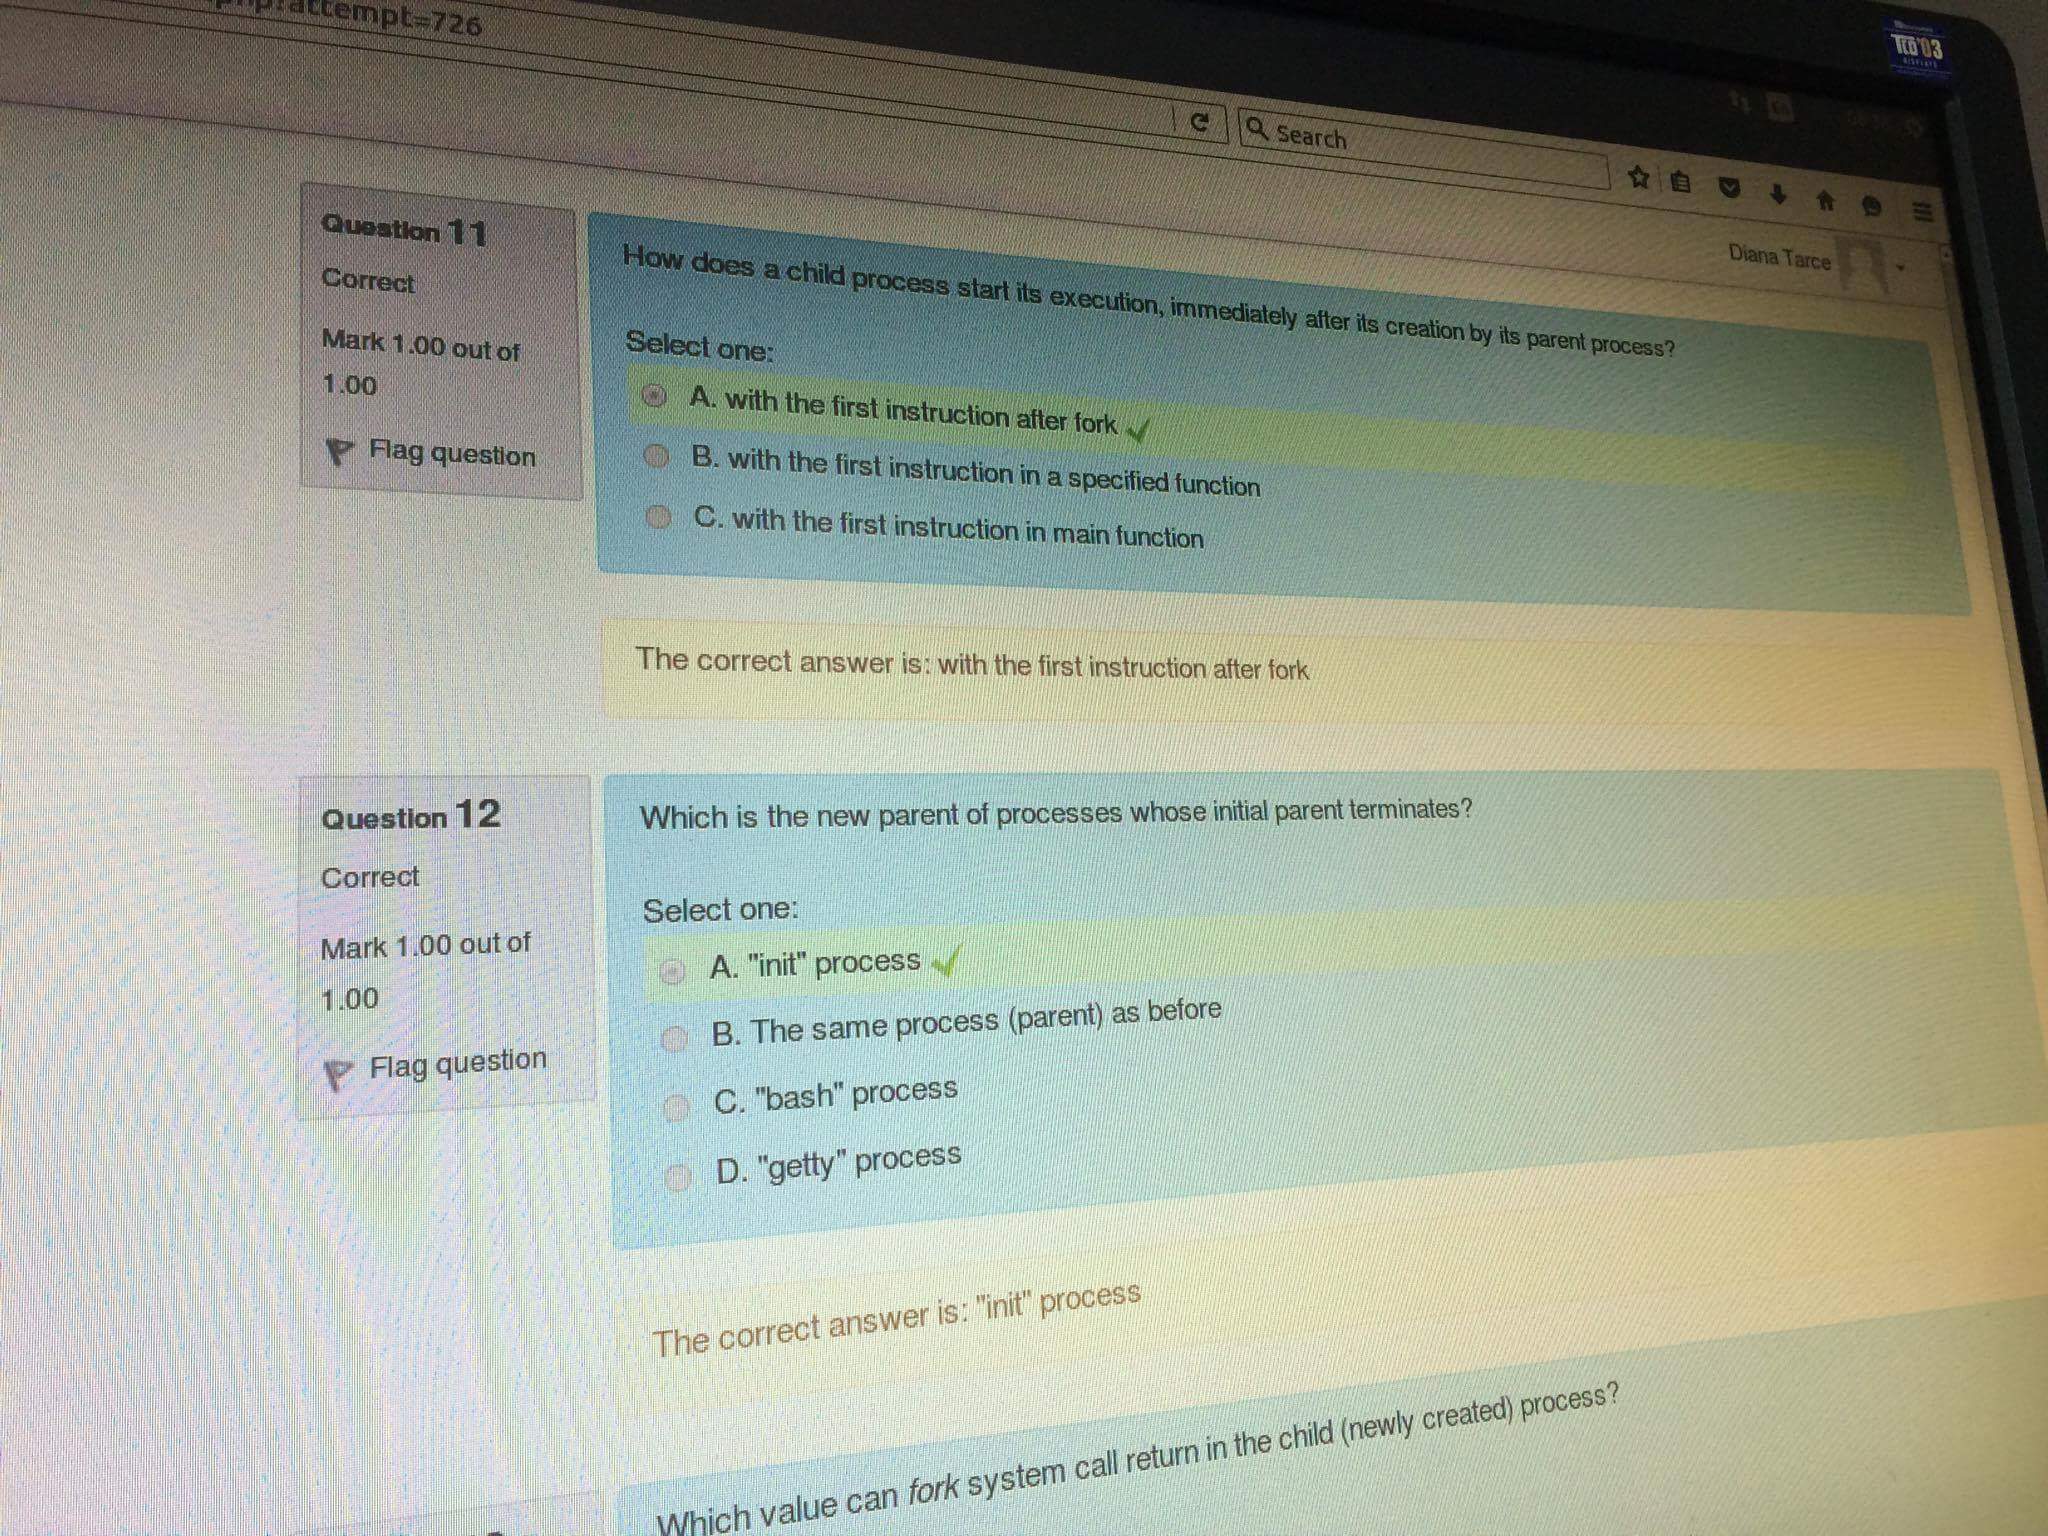 attempt=726
TCO'03
DISPLAYS
Search
Diana Tarce
Question 11
Correct
Mark 1.00 out of
1.00
Flag question
How does a child process start its execution, immediately after its creation by its parent process?
Select one:
A. with the first instruction after fork
B. with the first instruction in a specified function
C. with the first instruction in main function
The correct answer is: with the first instruction after fork
Question 12
Correct
Mark 1.00 out of
1.00
Flag question
Which is the new parent of processes whose initial parent terminates?
Select one:
A. "init" process
B. The same process (parent) as before
C. "bash" process
D. "getty" process
The correct answer is: "init" process
Which value can fork system call return in the child (newly created) process?